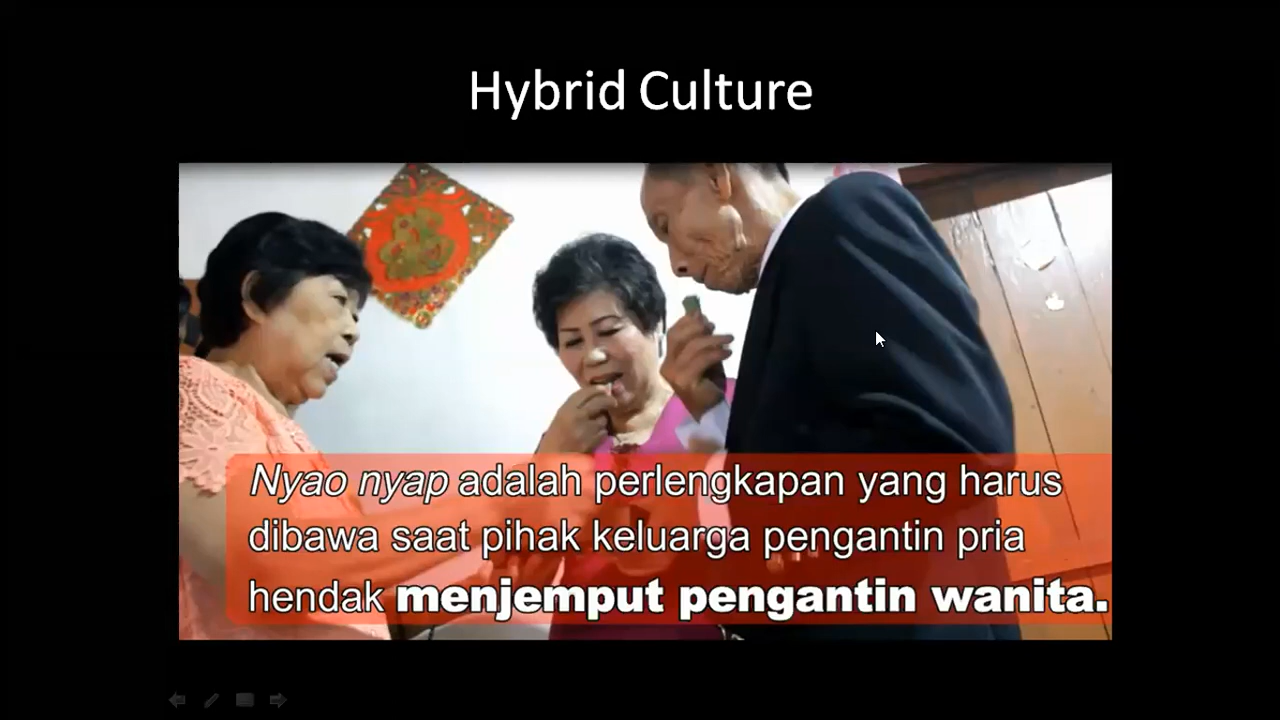 Hybrid Culture
Nyao nyap adalah perlengkapan yang harus
dibawa saat pihak keluarga pengantin pria
hendak menjemput pengantin wanita.